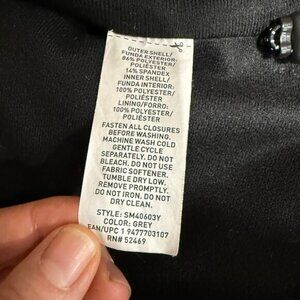 OUTER SHELL/
FUNDA EXTERIOR:
86% POLYESTER/
POLIÉSTER
14% SPANDEX
INNER SHELL/
FUNDA INTERIOR:
100% POLYESTER/
POLIÉSTER
LINING/FORRO:
100% POLYESTER/
POLIÉSTER
FASTEN ALL CLOSURES
BEFORE WASHING.
MACHINE WASH COLD
GENTLE CYCLE
SEPARATELY. DO NOT
BLEACH. DO NOT USE
FABRIC SOFTENER.
TUMBLE DRY LOW.
REMOVE PROMPTLY.
DO NOT IRON. DO NOT
DRY CLEAN.
STYLE: SM40603Y
COLOR: GREY
EAN/UPC 1 9477703107
RN# 52469